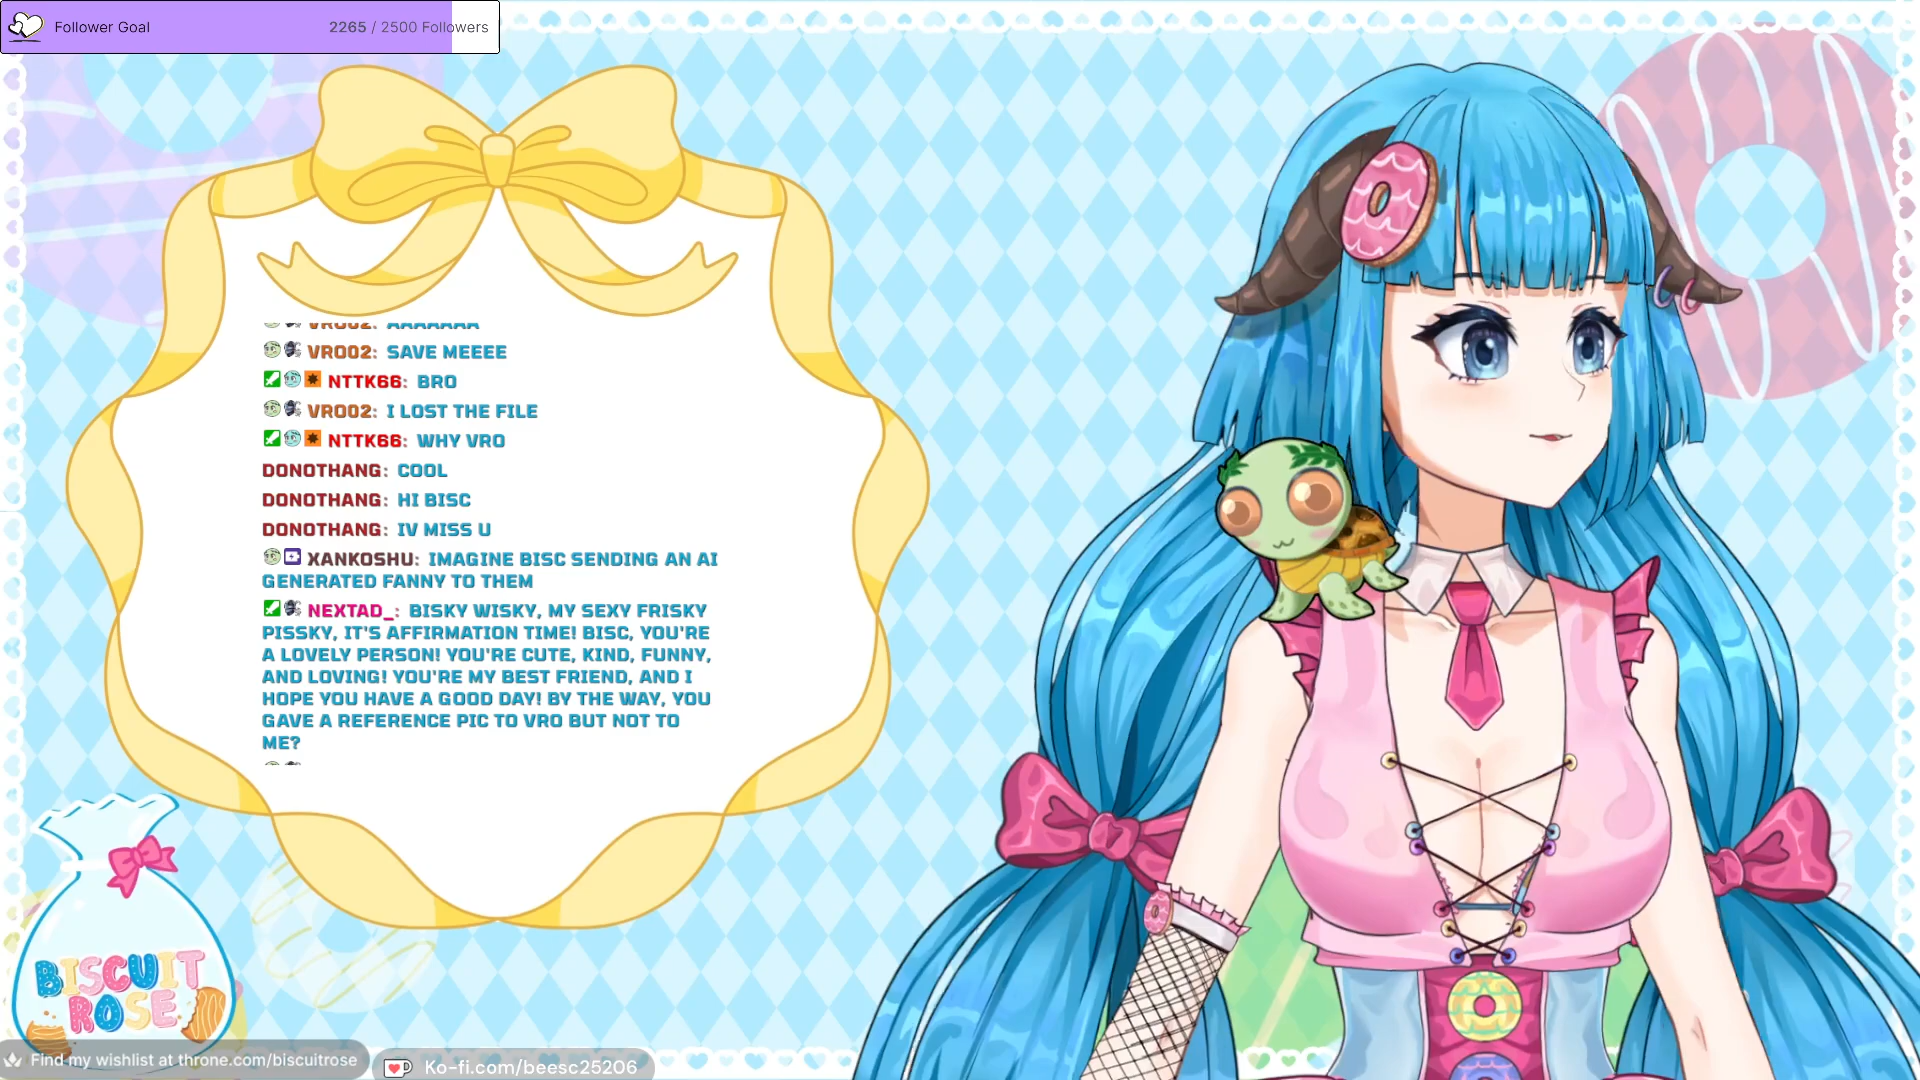 Follower Goal 2265 / 2500 Followers
VRO02: AAAAAAA
VRO02: SAVE MEEEE
NTTK66: BRO
VRO02: I LOST THE FILE
NTTK66: WHY VRO
DONOTHANG: COOL
DONOTHANG: HI BISC
DONOTHANG: IV MISS U
XANKOSHU: IMAGINE BISC SENDING AN AI
GENERATED FANNY TO THEM
NEXTAD_: BISKY WISKY, MY SEXY FRISKY
PISSKY, IT'S AFFIRMATION TIME! BISC, YOU'RE
A LOVELY PERSON! YOU'RE CUTE, KIND, FUNNY,
AND LOVING! YOU'RE MY BEST FRIEND, AND I
HOPE YOU HAVE A GOOD DAY! BY THE WAY, YOU
GAVE A REFERENCE PIC TO VRO BUT NOT TO
ME?
BISCUIT
ROSE
Find my wishlist at throne.com/biscuitrose
Ko-fi.com/beesc25206